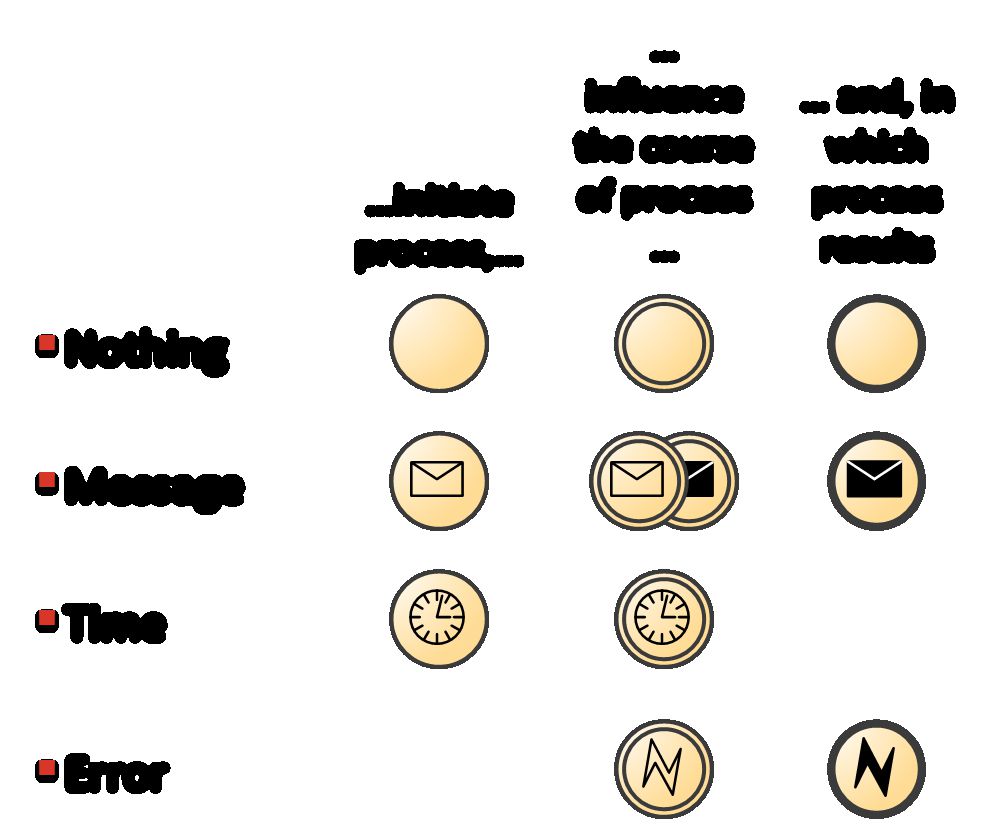 ...
influence
the course
of process
...
... and, in
which
process
results
...initiate
process,...
Nothing
Message
Time
Error